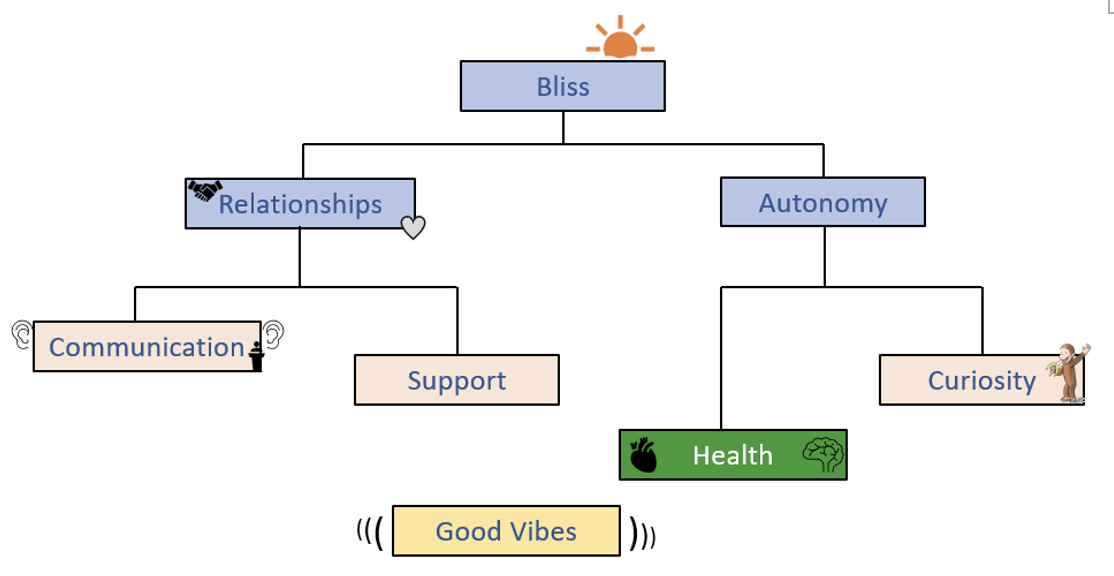 Bliss
Relationships
Autonomy
Communication
Support
Curiosity
Health
Good Vibes